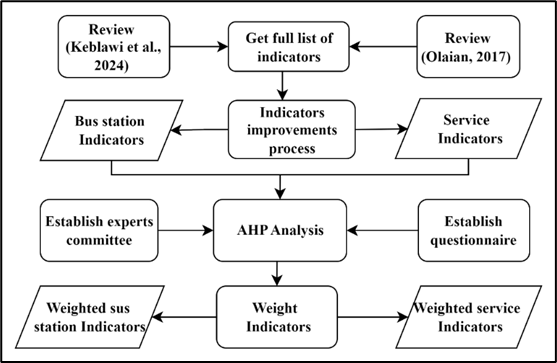 Review
(Keblawi et al.,
2024)
Get full list of
indicators
Review
(Olaian, 2017)
Bus station
Indicators
Indicators
improvements
process
Service
Indicators
Establish experts
committee
AHP Analysis
Establish
questionnaire
Weighted sus
station Indicators
Weight
Indicators
Weighted service
Indicators